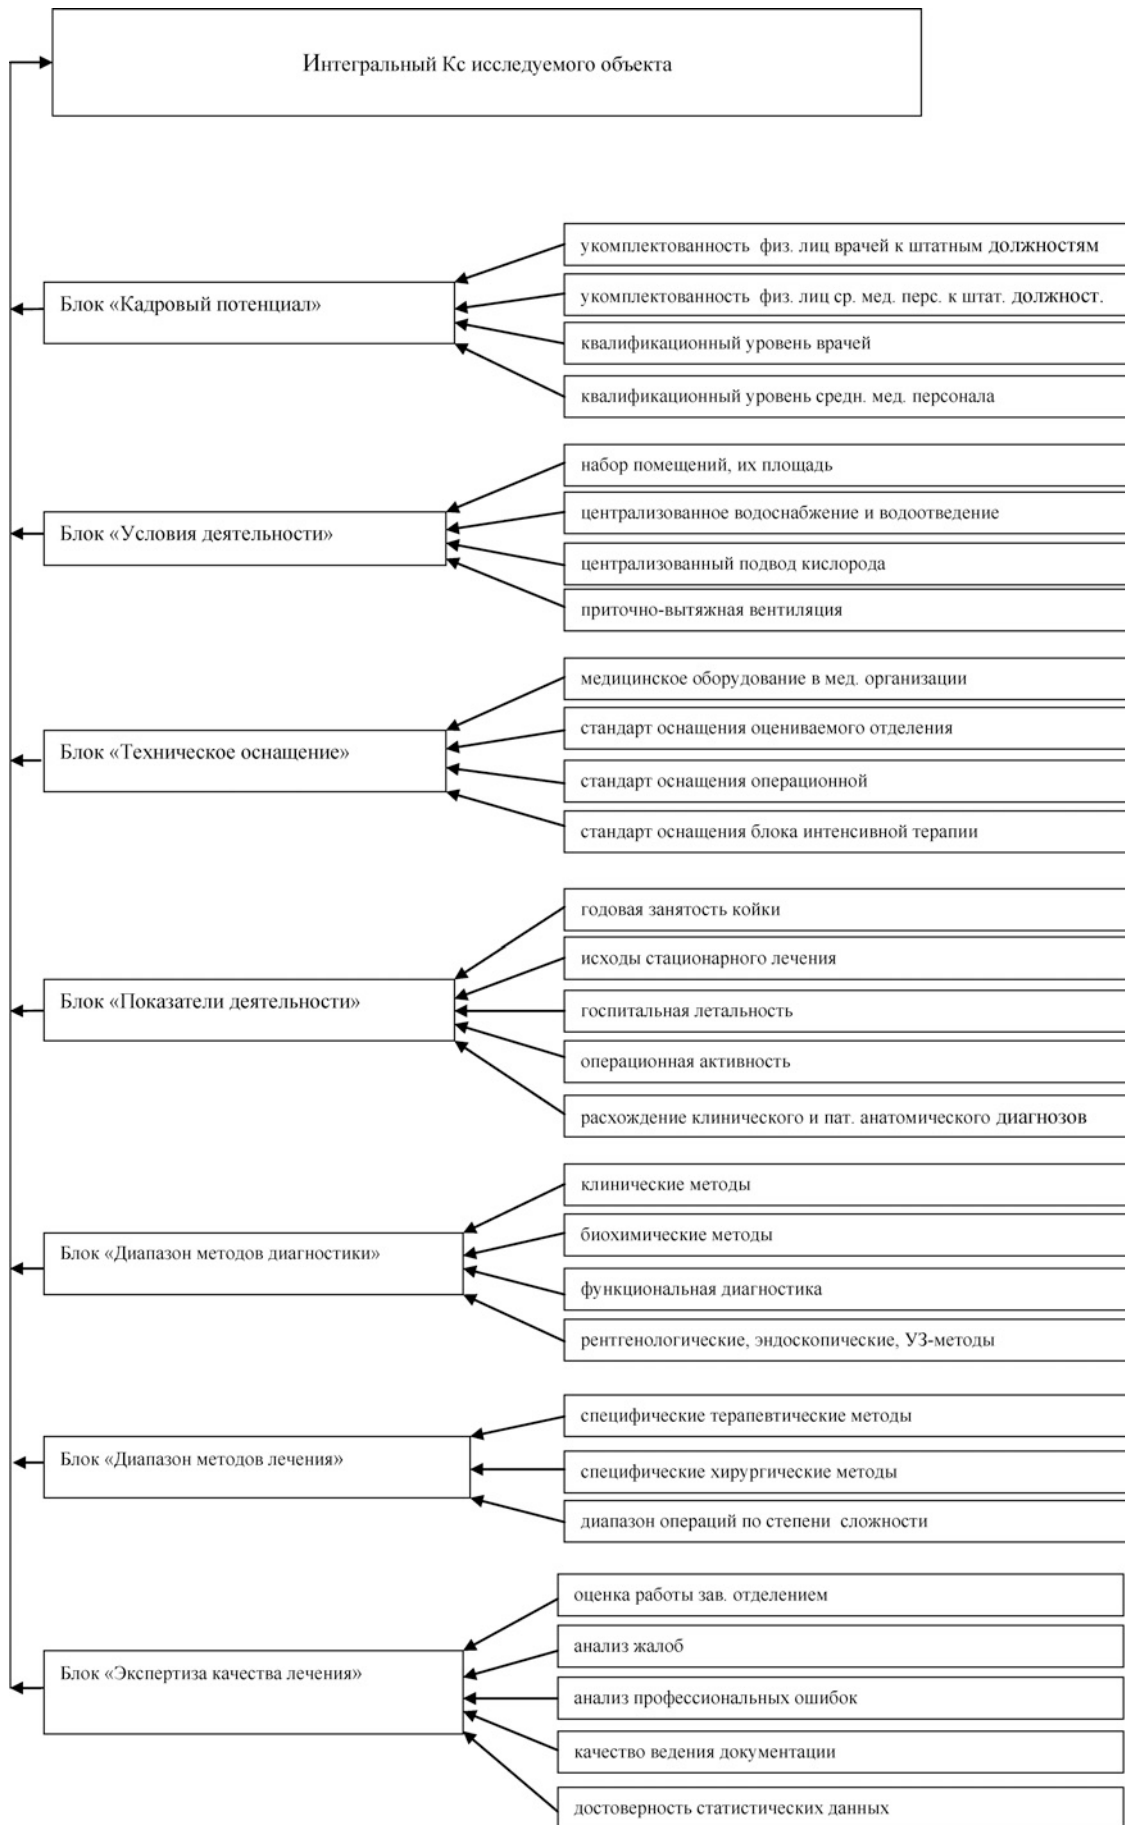 Интегральный Кс исследуемого объекта
укомплектованность физ. лиц врачей к штатным должностям
Блок «Кадровый потенциал»
укомплектованность физ. лиц ср. мед. перс. к штат. должност.
квалификационный уровень врачей
квалификационный уровень средн. мед. персонала
набор помещений, их площадь
централизованное водоснабжение и водоотведение
Блок «Условия деятельности»
централизованный подвод кислорода
приточно-вытяжная вентиляция
медицинское оборудование в мед. организации
стандарт оснащения оцениваемого отделения
Блок «Техническое оснащение»
стандарт оснащения операционной
стандарт оснащения блока интенсивной терапии
годовая занятость койки
исходы стационарного лечения
Блок «Показатели деятельности»
госпитальная летальность
операционная активность
расхождение клинического и пат. анатомического диагнозов
клинические методы
биохимические методы
Блок «Диапазон методов диагностики»
функциональная диагностика
рентгенологические, эндоскопические, УЗ-методы
специфические терапевтические методы
Блок «Диапазон методов лечения»
специфические хирургические методы
диапазон операций по степени сложности
оценка работы зав. отделением
анализ жалоб
Блок «Экспертиза качества лечения»
анализ профессиональных ошибок
качество ведения документации
достоверность статистических данных